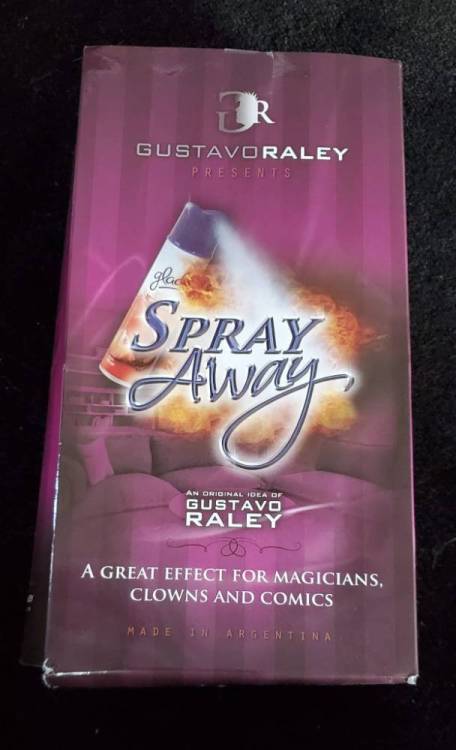 GR
GUSTAVORALEY
PRESENTS
SPRAY
Away
AN ORIGINAL IDEA OF
GUSTAVO
RALEY
A GREAT EFFECT FOR MAGICIANS,
CLOWNS AND COMICS
MADE IN ARGENTINA